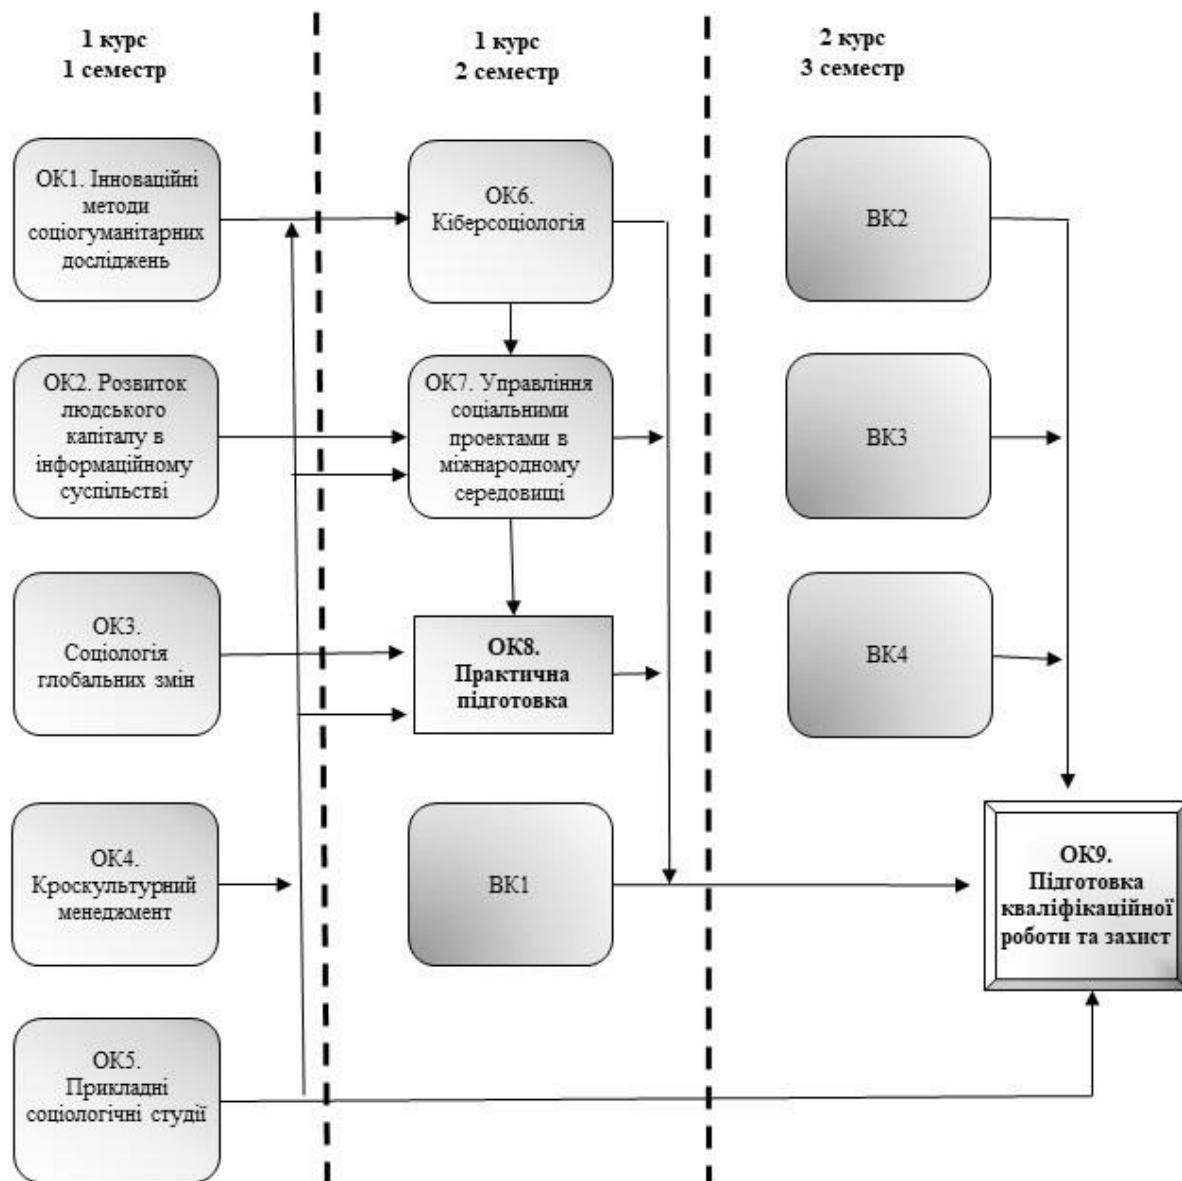 1 курс
1 семестр
1 курс
2 семестр
2 курс
3 семестр
ОК1. Інноваційні
методи
соціогуманітарних
досліджень
ОК6.
Кіберсоціологія
ВК2
ОК2. Розвиток
людського
капіталу в
інформаційному
суспільстві
ОК7. Управління
соціальними
проектами в
міжнародному
середовищі
ВК3
ОК3.
Соціологія
глобальних змін
ОК8.
Практична
підготовка
ВК4
ОК4.
Кроскультурний
менеджмент
ВК1
ОК9.
Підготовка
кваліфікаційної
роботи та захист
ОК5.
Прикладні
соціологічні студії